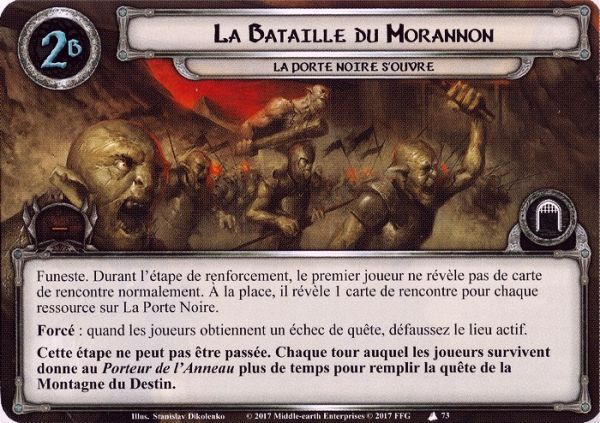 2B
La Bataille du Morannon
La Porte Noire s'ouvre
Funeste. Durant l'étape de renforcement, le premier joueur ne révèle pas de carte
de rencontre normalement. À la place, il révèle 1 carte de rencontre pour chaque
ressource sur La Porte Noire.
Forcé : quand les joueurs obtiennent un échec de quête, défaussez le lieu actif.
Cette étape ne peut pas être passée. Chaque tour auquel les joueurs survivent
donne au Porteur de l'Anneau plus de temps pour remplir la quête de la
Montagne du Destin.
Illus. Stanislav Dikolenko © 2017 Middle-earth Enterprises © 2017 FFG 73